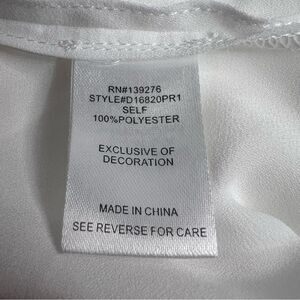 RN#139276
STYLE#D16820PR1
SELF
100%POLYESTER
EXCLUSIVE OF
DECORATION
MADE IN CHINA
SEE REVERSE FOR CARE